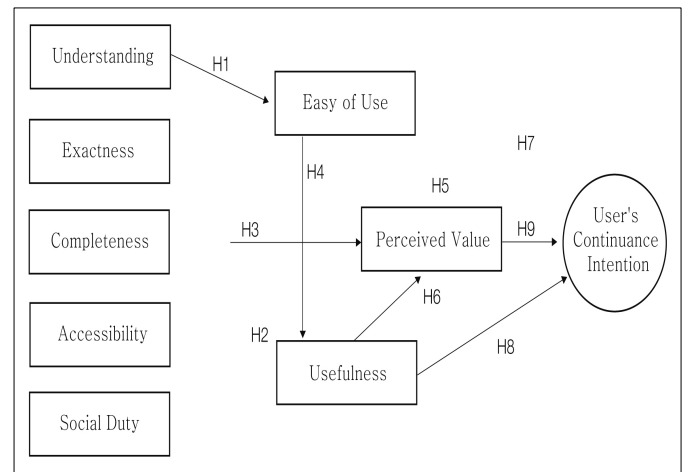 Understanding
H1
Easy of Use
Exactness
H7
H4
H5
Completeness
H3
Perceived Value
H9
User's
Continuance
Intention
H6
Accessibility
H2
Usefulness
H8
Social Duty